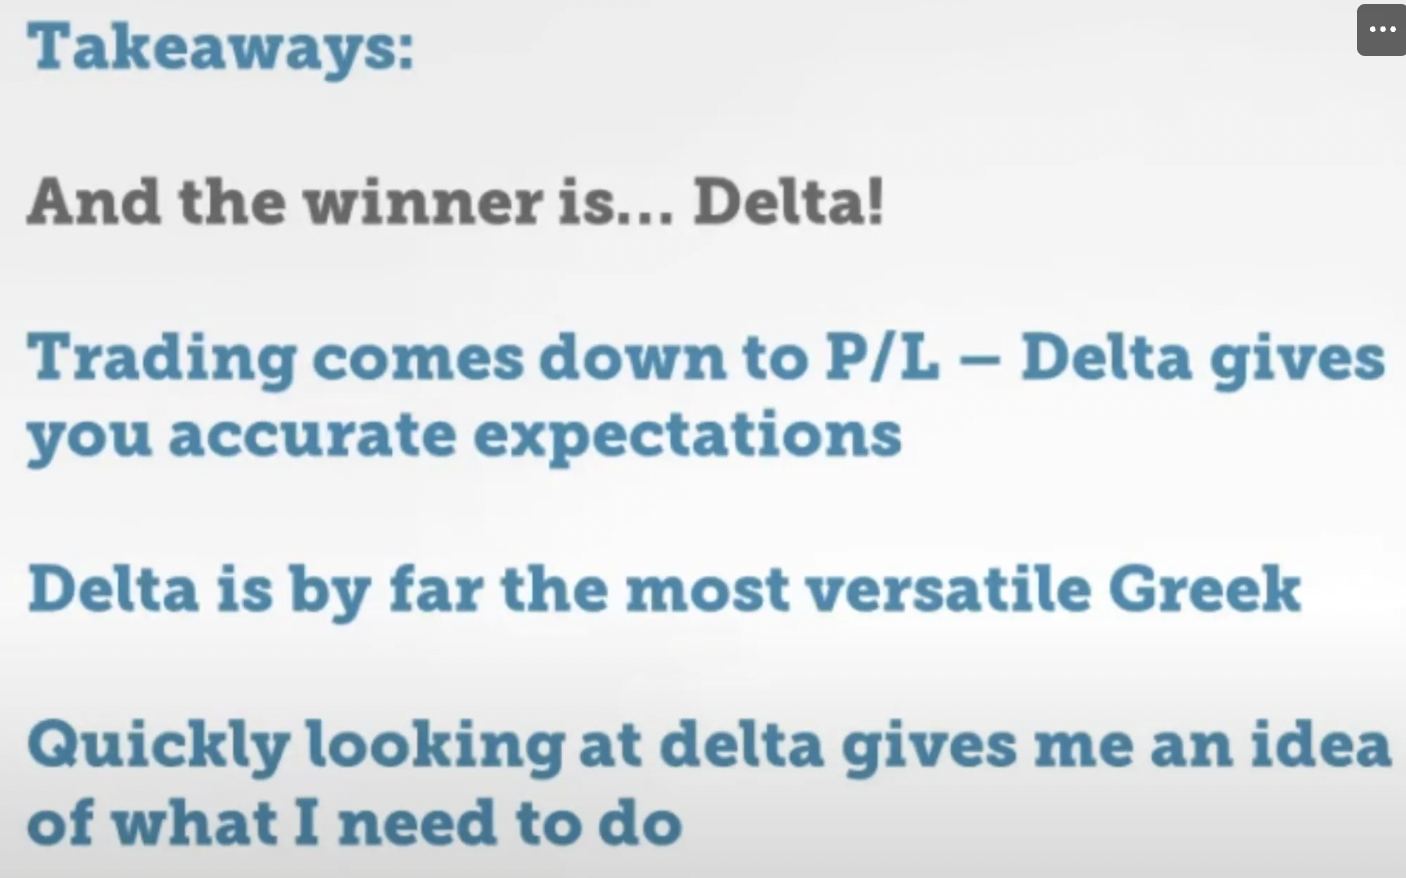 Takeaways:
And the winner is... Delta!
Trading comes down to P/L – Delta gives
you accurate expectations
Delta is by far the most versatile Greek
Quickly looking at delta gives me an idea
of what I need to do